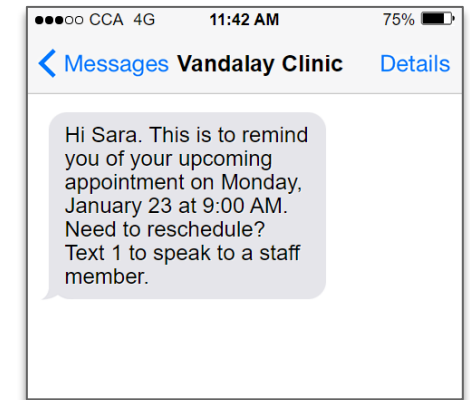 CCA 4G 11:42 AM 75%
Messages Vandalay Clinic Details
Hi Sara. This is to remind
you of your upcoming
appointment on Monday,
January 23 at 9:00 AM.
Need to reschedule?
Text 1 to speak to a staff
member.